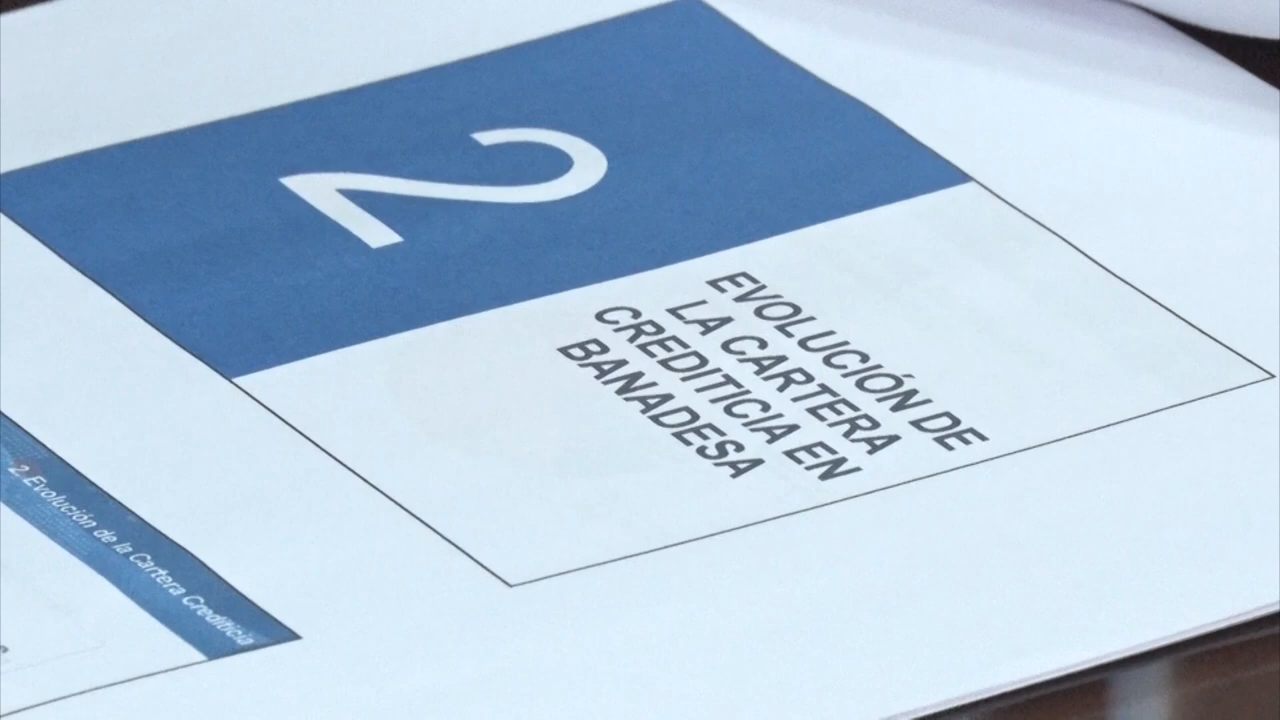 2
EVOLUCIÓN DE
LA CARTERA
CREDITICIA EN
BANADESA
2 Evolución de la Cartera Crediticia